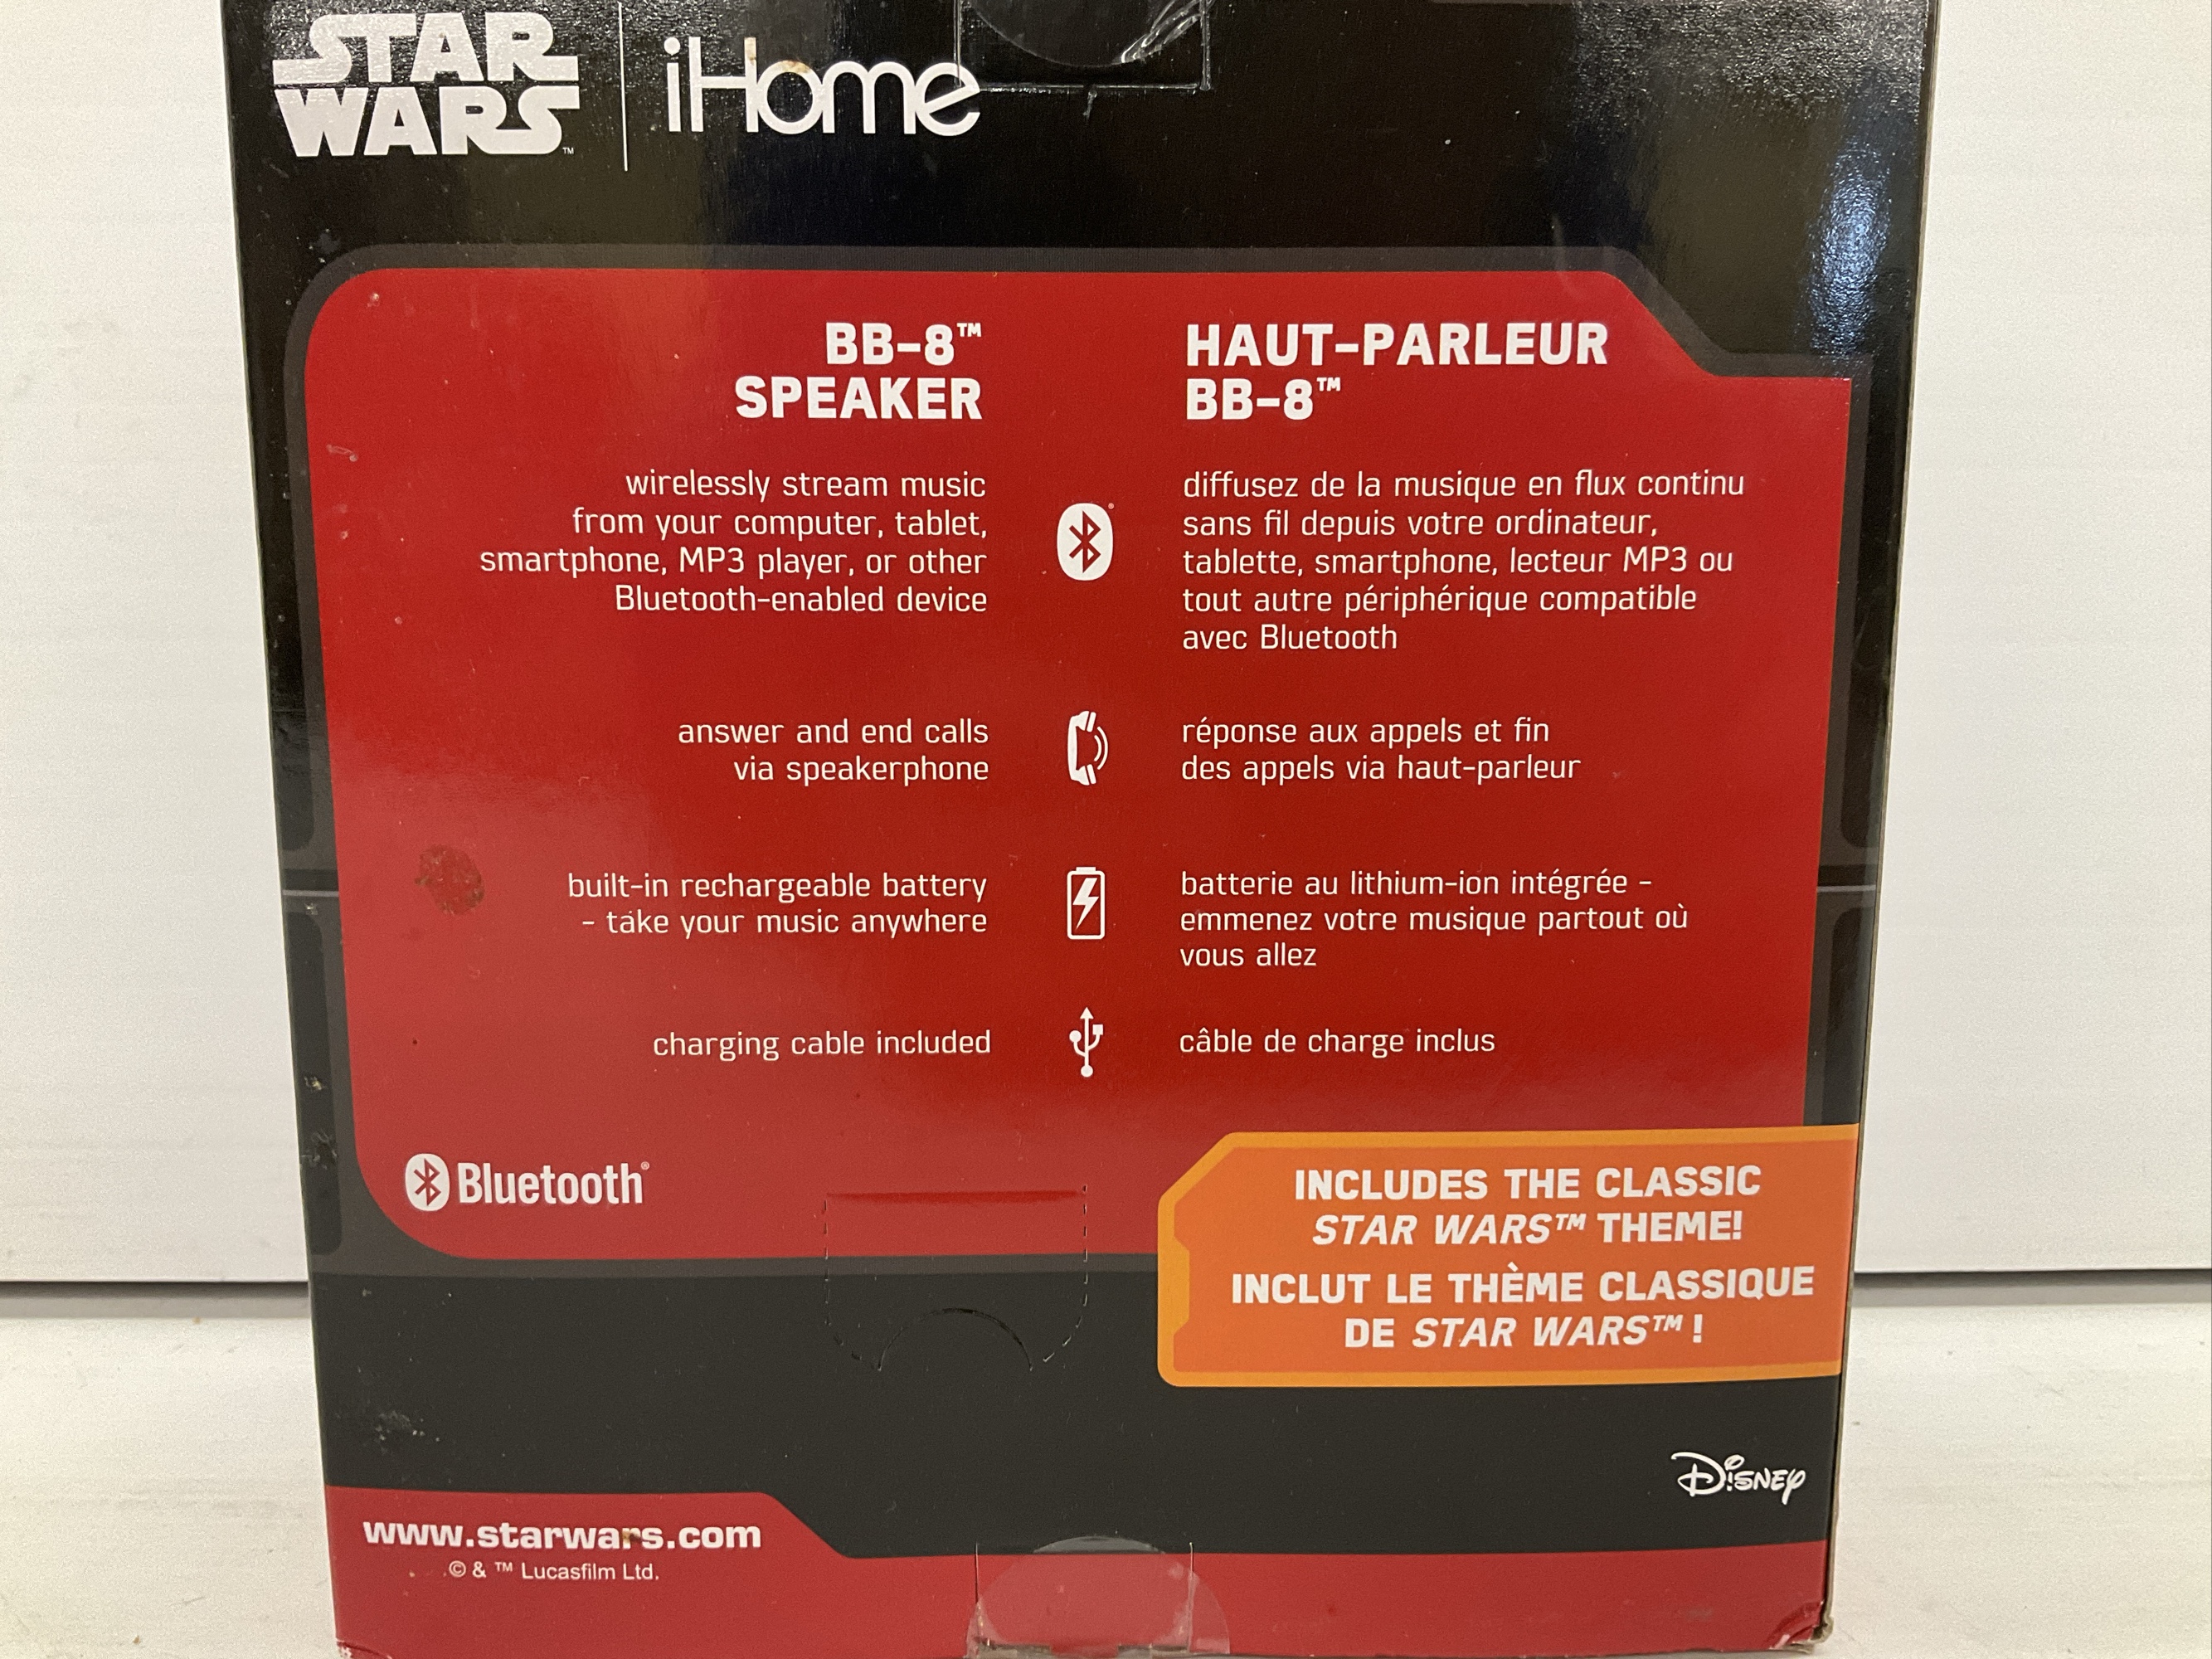 STAR
WARS™
iHome
BB-8™
SPEAKER
wirelessly stream music
from your computer, tablet,
smartphone, MP3 player, or other
Bluetooth-enabled device
answer and end calls
via speakerphone
built-in rechargeable battery
- take your music anywhere
charging cable included
HAUT-PARLEUR
BB-8™
diffusez de la musique en flux continu
sans fil depuis votre ordinateur,
tablette, smartphone, lecteur MP3 ou
tout autre périphérique compatible
avec Bluetooth
réponse aux appels et fin
des appels via haut-parleur
batterie au lithium-ion intégrée -
emmenez votre musique partout où
vous allez
câble de charge inclus
Bluetooth®
INCLUDES THE CLASSIC
STAR WARS™ THEME!
INCLUT LE THÈME CLASSIQUE
DE STAR WARS™ !
Disney
www.starwars.com
© & ™ Lucasfilm Ltd.